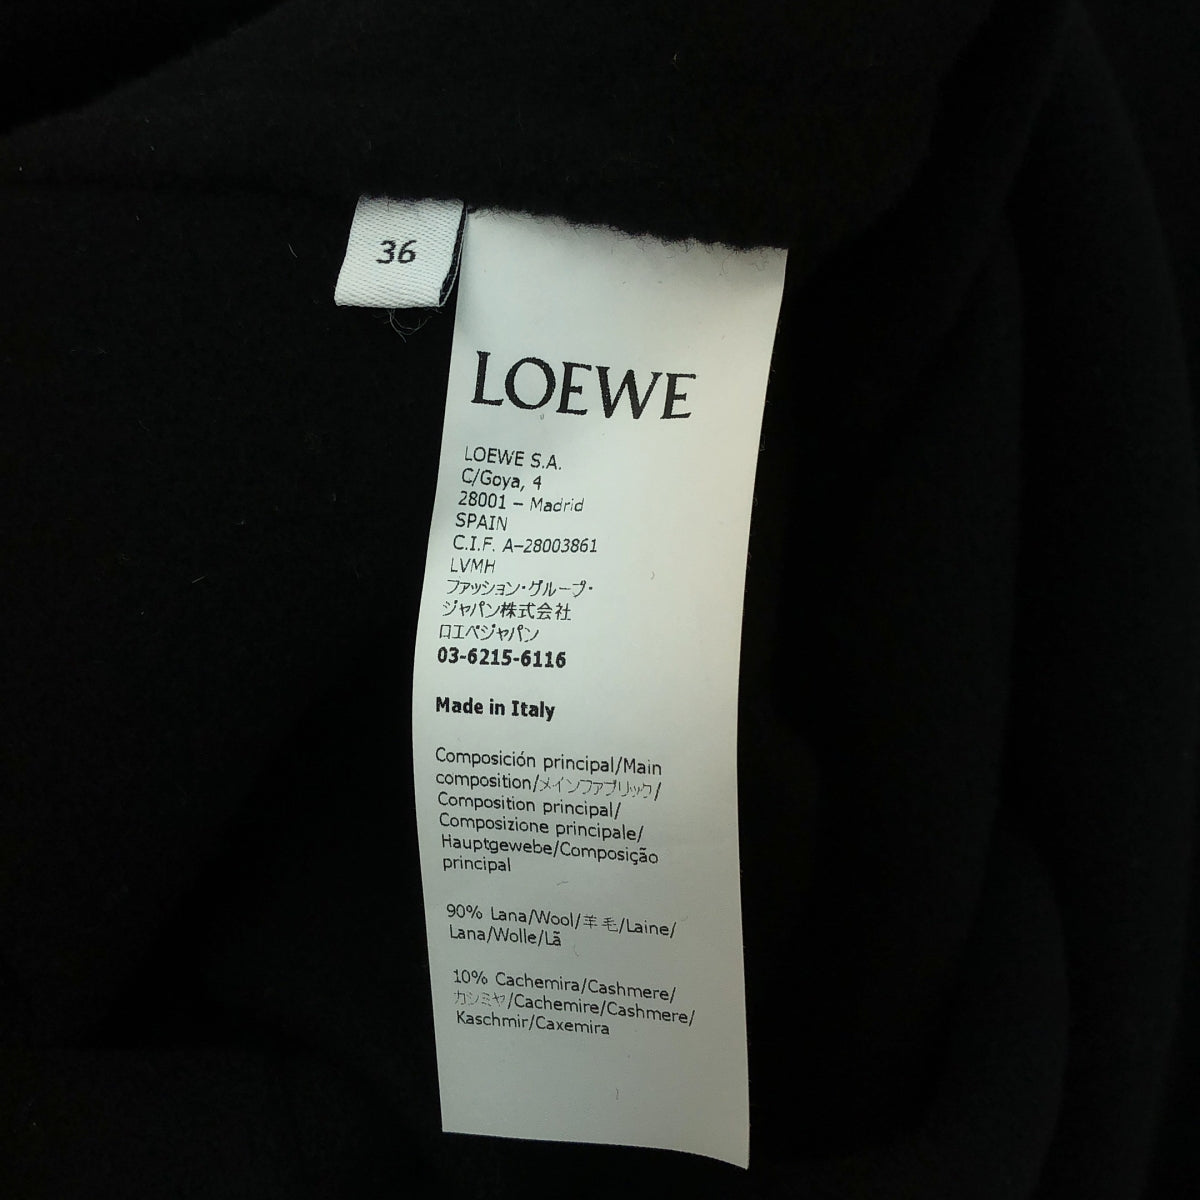 36
LOEWE
LOEWE S.A.
C/Goya, 4
28001 – Madrid
SPAIN
C.I.F. A–28003861
LVMH
ファッション・グループ・
ジャパン株式会社
ロエベジャパン
03-6215-6116
Made in Italy
Composición principal/Main
composition/メインファブリック/
Composition principal/
Composizione principale/
Hauptgewebe/Composição
principal
90% Lana/Wool/羊毛/Laine/
Lana/Wolle/Lã
10% Cachemira/Cashmere/
カシミヤ/Cachemire/Cashmere/
Kaschmir/Caxemira